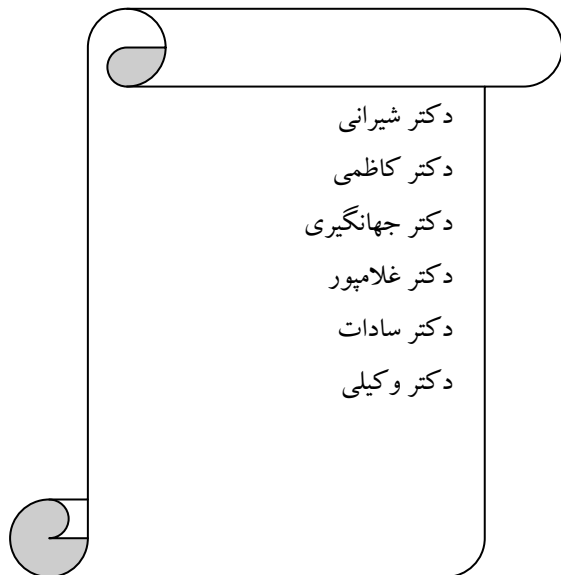 دکتر شیرانی
دکتر کاظمی
دکتر جهانگیری
دکتر غلامپور
دکتر سادات
دکتر وکیلی